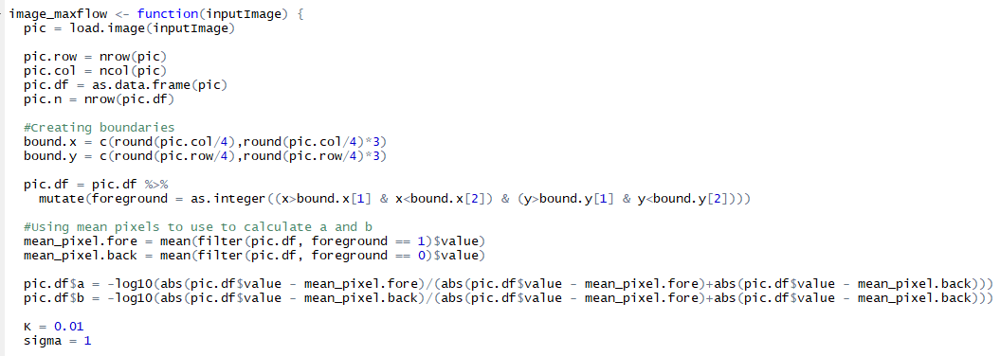 image_maxflow <- function(inputImage) {
pic = load.image(inputImage)
pic.row = nrow(pic)
pic.col = ncol(pic)
pic.df = as.data.frame(pic)
pic.n = nrow(pic.df)
#Creating boundaries
bound.x = c(round(pic.col/4),round(pic.col/4)*3)
bound.y = c(round(pic.row/4),round(pic.row/4)*3)
pic.df = pic.df %>%
mutate(foreground = as.integer((x>bound.x[1] & x<bound.x[2]) & (y>bound.y[1] & y<bound.y[2])))
#Using mean pixels to use to calculate a and b
mean_pixel.fore = mean(filter(pic.df, foreground == 1)$value)
mean_pixel.back = mean(filter(pic.df, foreground == 0)$value)
pic.df$a = -log10(abs(pic.df$value - mean_pixel.fore)/(abs(pic.df$value - mean_pixel.fore)+abs(pic.df$value - mean_pixel.back)))
pic.df$b = -log10(abs(pic.df$value - mean_pixel.back)/(abs(pic.df$value - mean_pixel.fore)+abs(pic.df$value - mean_pixel.back)))
K = 0.01
sigma = 1